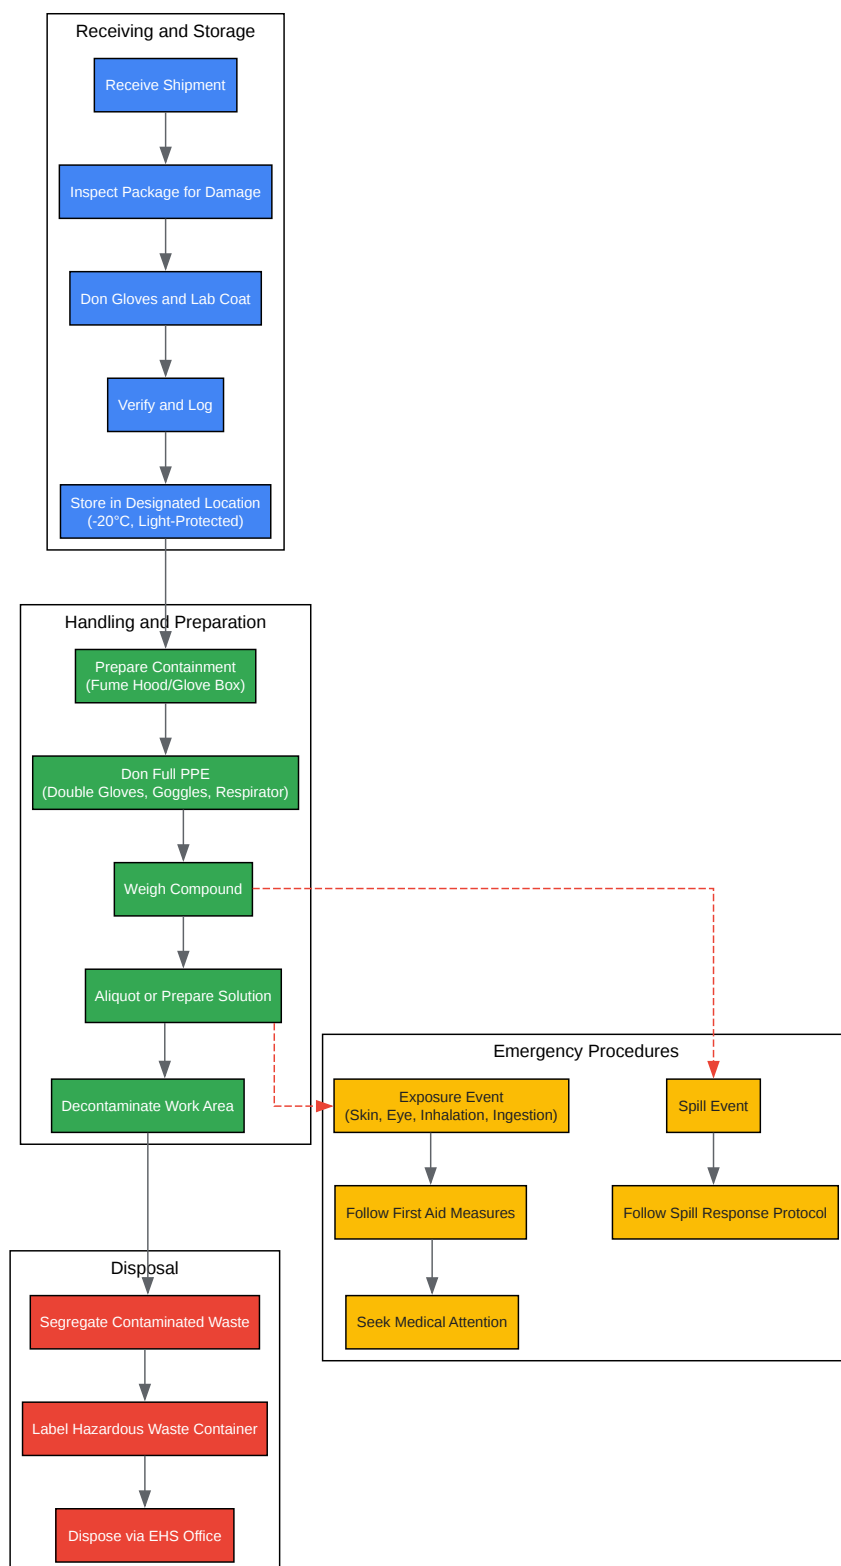 Receiving and Storage
Receive Shipment
Inspect Package for Damage
Don Gloves and Lab Coat
Verify and Log
Store in Designated Location
(-20°C, Light-Protected)
Handling and Preparation
Prepare Containment
(Fume Hood/Glove Box)
Don Full PPE
(Double Gloves, Goggles, Respirator)
Weigh Compound
Aliquot or Prepare Solution
Decontaminate Work Area
Emergency Procedures
Exposure Event
(Skin, Eye, Inhalation, Ingestion)
Spill Event
Follow First Aid Measures
Follow Spill Response Protocol
Seek Medical Attention
Disposal
Segregate Contaminated Waste
Label Hazardous Waste Container
Dispose via EHS Office